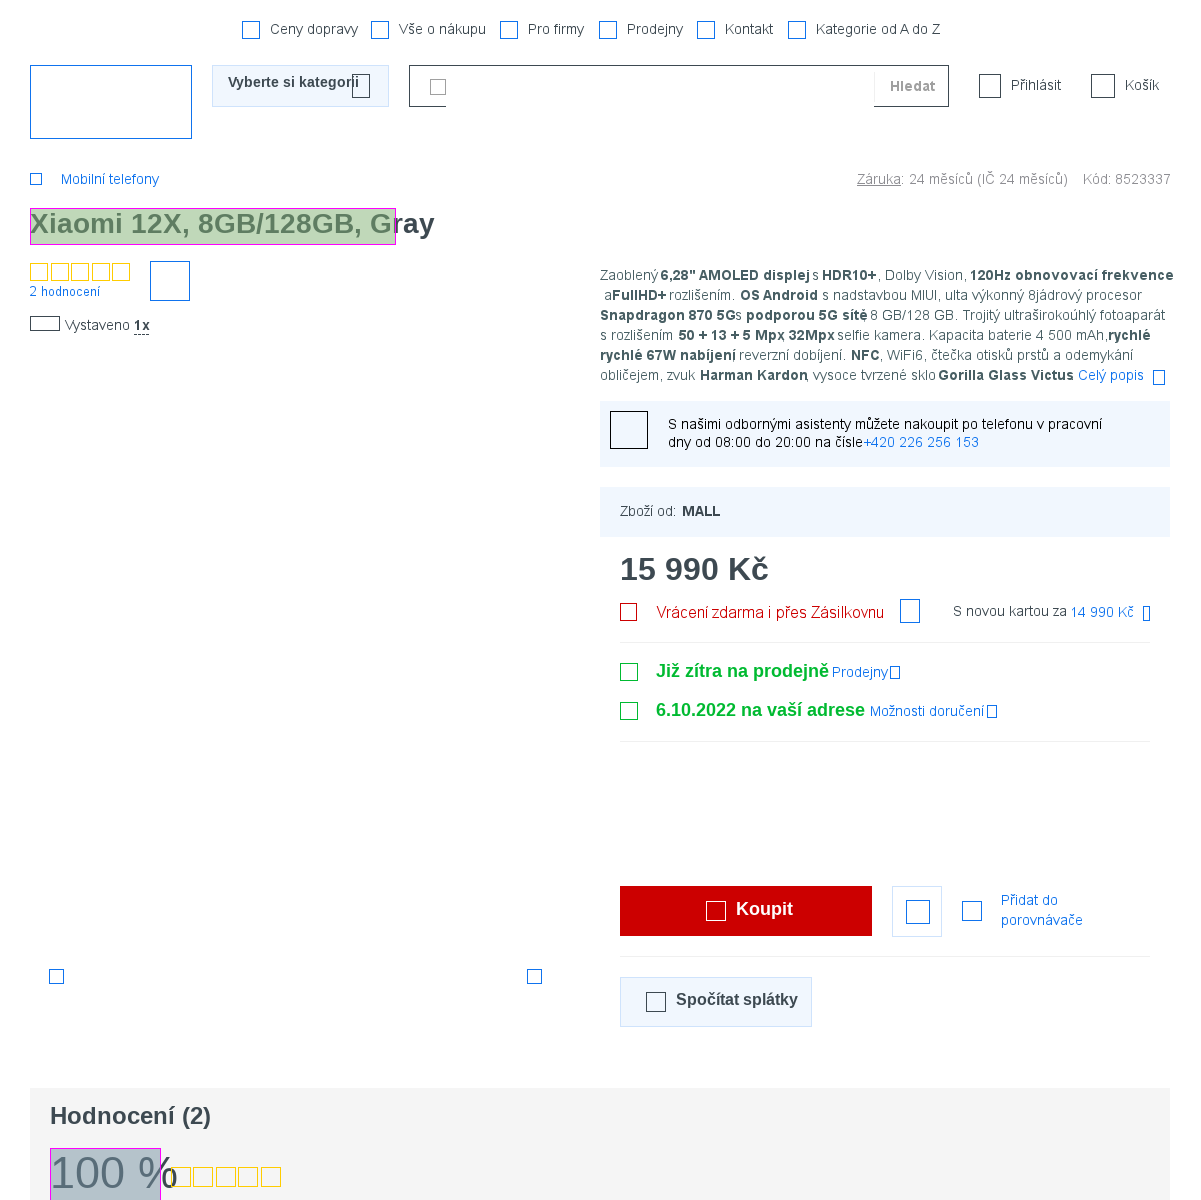 Ceny dopravy Vše o nákupu Pro firmy Prodejny Kontakt Kategorie od A do Z
Vyberte si kategorii Hledat Přihlásit Košík
Mobilní telefony Záruka: 24 měsíců (IČ 24 měsíců) Kód: 8523337
Xiaomi 12X, 8GB/128GB, Gray
2 hodnocení
Vystaveno 1x
Zaoblený 6,28" AMOLED displej s HDR10+, Dolby Vision, 120Hz obnovovací frekvence
a FullHD+ rozlišením. OS Android s nadstavbou MIUI, ulta výkonný 8jádrový procesor
Snapdragon 870 5G s podporou 5G sítě, 8 GB/128 GB. Trojitý ultraširokoúhlý fotoaparát
s rozlišením 50 + 13 + 5 Mpx, 32Mpx selfie kamera. Kapacita baterie 4 500 mAh, rychlé
rychlé 67W nabíjení, reverzní dobíjení. NFC, WiFi6, čtečka otisků prstů a odemykání
obličejem, zvuk Harman Kardon, vysoce tvrzené sklo Gorilla Glass Victus. Celý popis
S našimi odbornými asistenty můžete nakoupit po telefonu v pracovní
dny od 08:00 do 20:00 na čísle +420 226 256 153
Zboží od: MALL
15 990 Kč
Vrácení zdarma i přes Zásilkovnu S novou kartou za 14 990 Kč
Již zítra na prodejně Prodejny
6.10.2022 na vaší adrese Možnosti doručení
Koupit Přidat do
porovnávače
Spočítat splátky
Hodnocení (2)
100 %